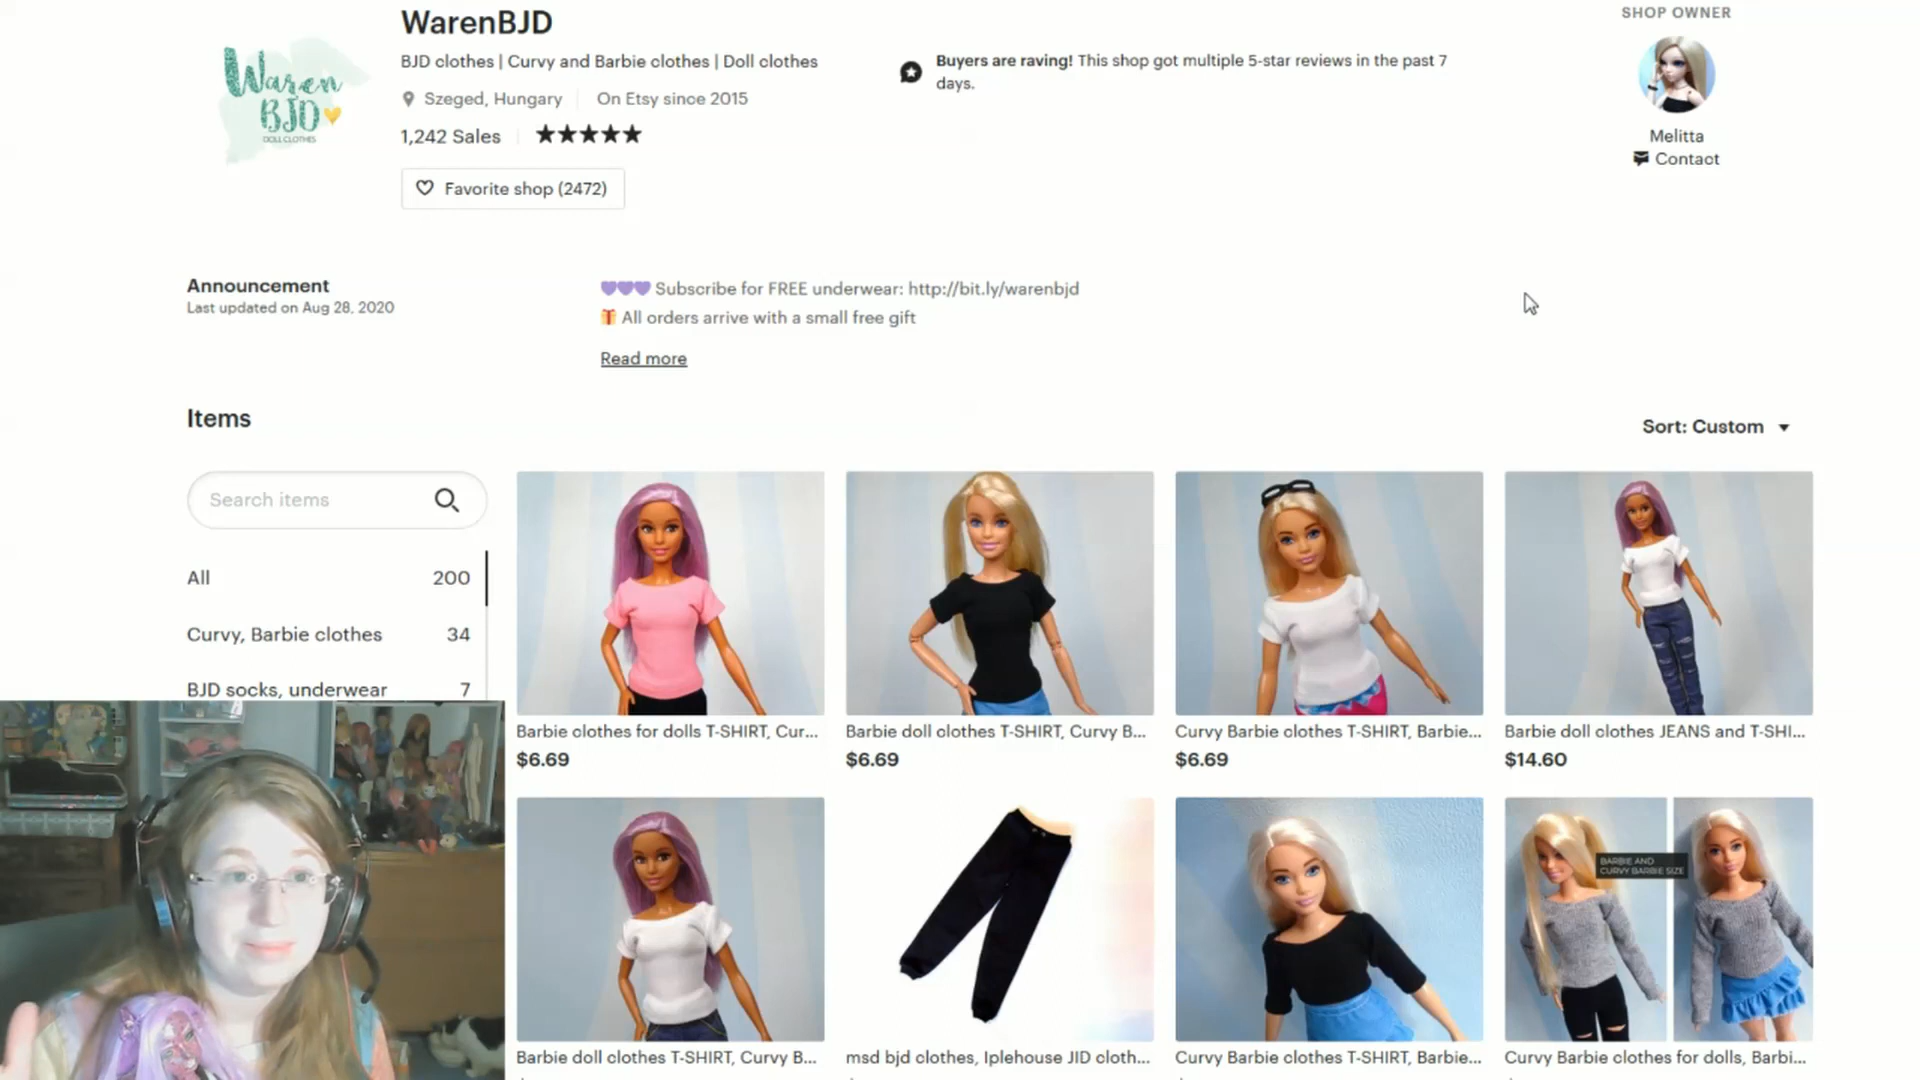 WarenBJD
BJD clothes | Curvy and Barbie clothes | Doll clothes
Szeged, Hungary
On Etsy since 2015
1,242 Sales
Favorite shop (2472)
Waren
BJD
DOLL CLOTHES
Buyers are raving! This shop got multiple 5-star reviews in the past 7
days.
SHOP OWNER
Melitta
Contact
Announcement
Last updated on Aug 28, 2020
Subscribe for FREE underwear: http://bit.ly/warenbjd
All orders arrive with a small free gift
Read more
Items
Sort: Custom
Search items
All 200
Curvy, Barbie clothes 34
BJD socks, underwear 7
Barbie clothes for dolls T-SHIRT, Cur...
$6.69
Barbie doll clothes T-SHIRT, Curvy B...
$6.69
Curvy Barbie clothes T-SHIRT, Barbie...
$6.69
Barbie doll clothes JEANS and T-SHI...
$14.60
BARBIE AND
CURVY BARBIE SIZE
Barbie doll clothes T-SHIRT, Curvy B...
msd bjd clothes, Iplehouse JID cloth...
Curvy Barbie clothes T-SHIRT, Barbie...
Curvy Barbie clothes for dolls, Barbi...